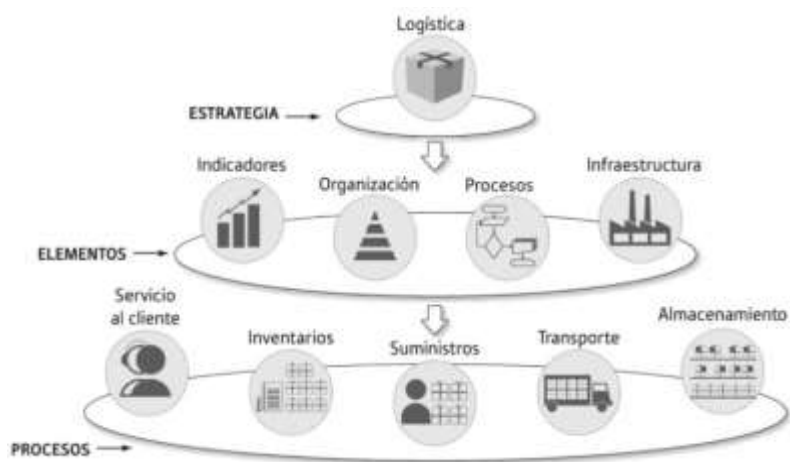 Logística
ESTRATEGIA
Indicadores
Organización
Procesos
Infraestructura
ELEMENTOS
Servicio
al cliente
Inventarios
Suministros
Transporte
Almacenamiento
PROCESOS